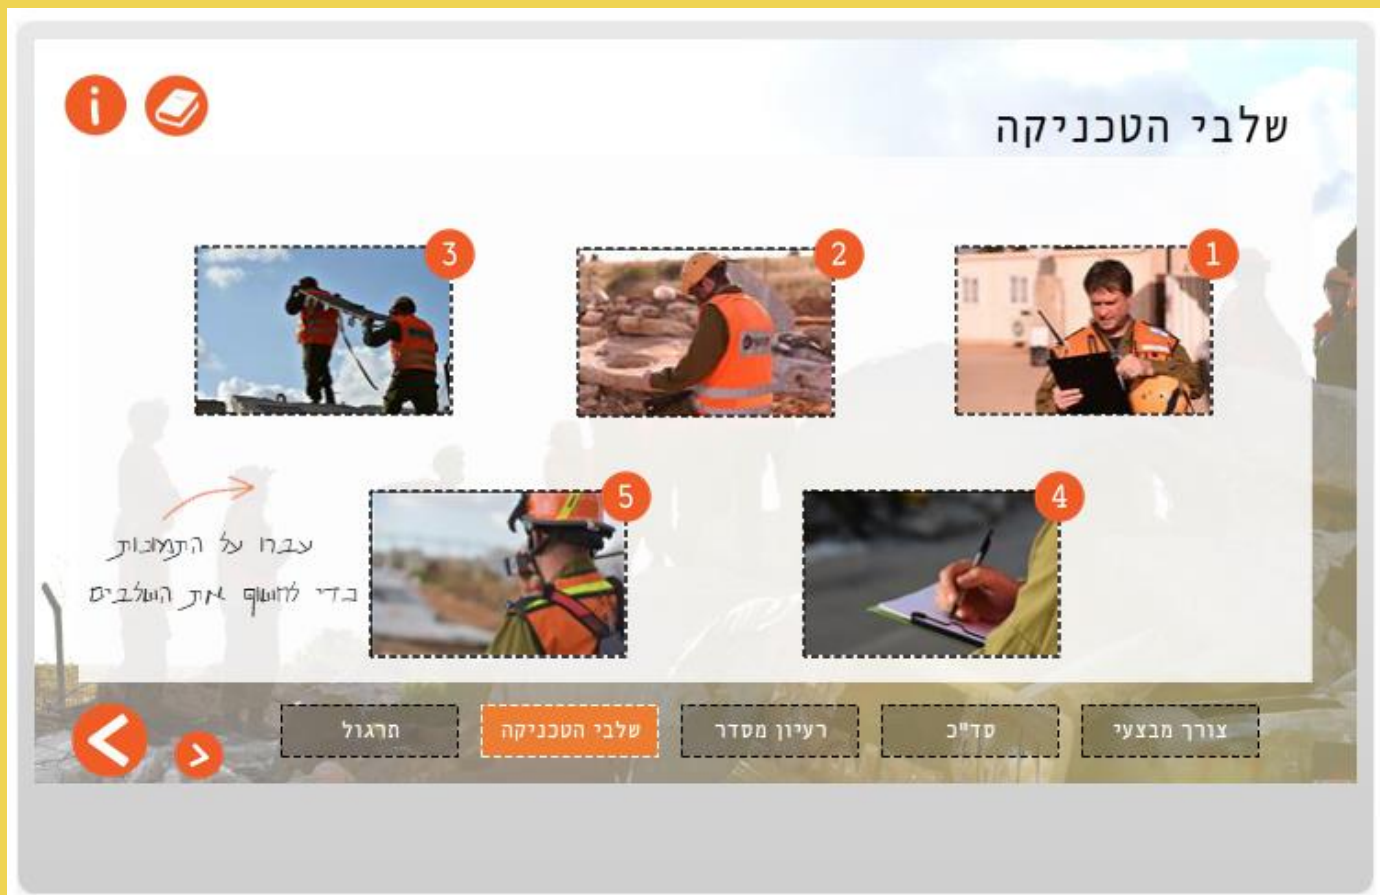 שלבי הטכניקה
1
2
3
4
5
עברו על התמונות
כדי לחשוף את השלבים
צורך מבצעי
סד"כ
רעיון מסדר
שלבי הטכניקה
תרגול